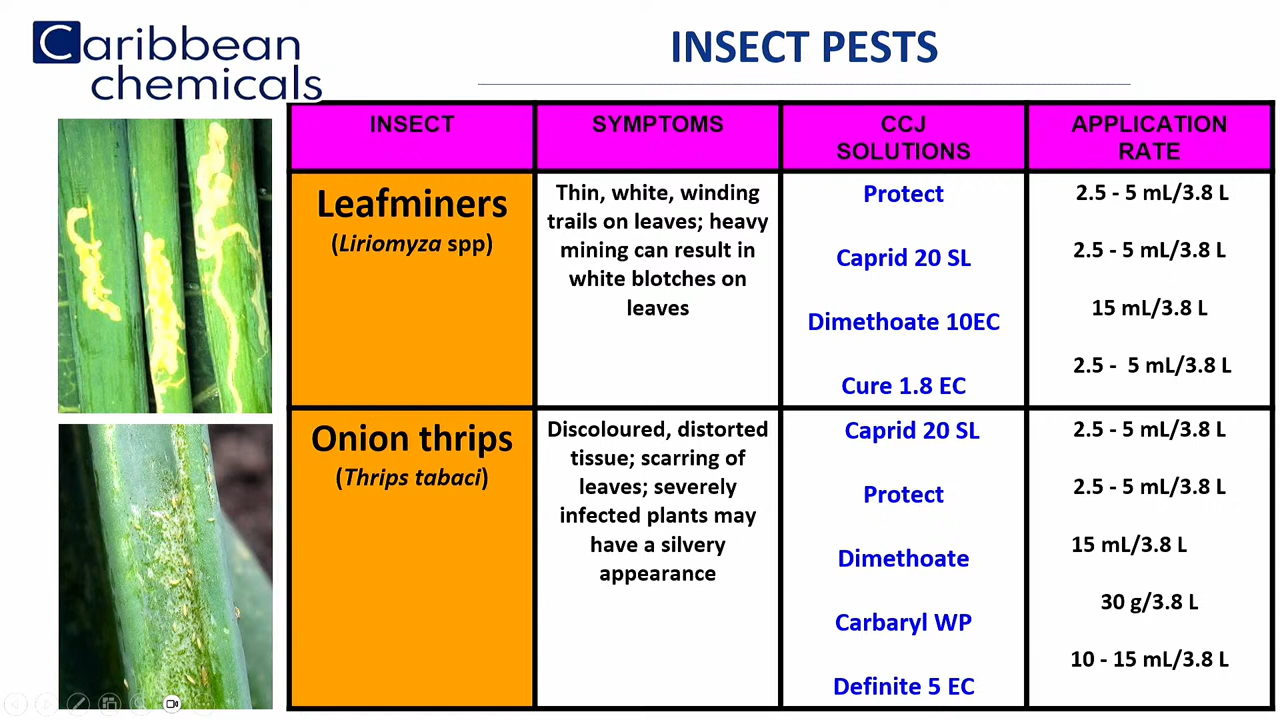 Caribbean
chemicals
INSECT PESTS
INSECT
SYMPTOMS
CCJ
SOLUTIONS
APPLICATION
RATE
Leafminers
(Liriomyza spp)
Thin, white, winding
trails on leaves; heavy
mining can result in
white blotches on
leaves
Protect
Caprid 20 SL
Dimethoate 10EC
Cure 1.8 EC
2.5 - 5 mL/3.8 L
2.5 - 5 mL/3.8 L
15 mL/3.8 L
2.5 - 5 mL/3.8 L
Onion thrips
(Thrips tabaci)
Discoloured, distorted
tissue; scarring of
leaves; severely
infected plants may
have a silvery
appearance
Caprid 20 SL
Protect
Dimethoate
Carbaryl WP
Definite 5 EC
2.5 - 5 mL/3.8 L
2.5 - 5 mL/3.8 L
15 mL/3.8 L
30 g/3.8 L
10 - 15 mL/3.8 L